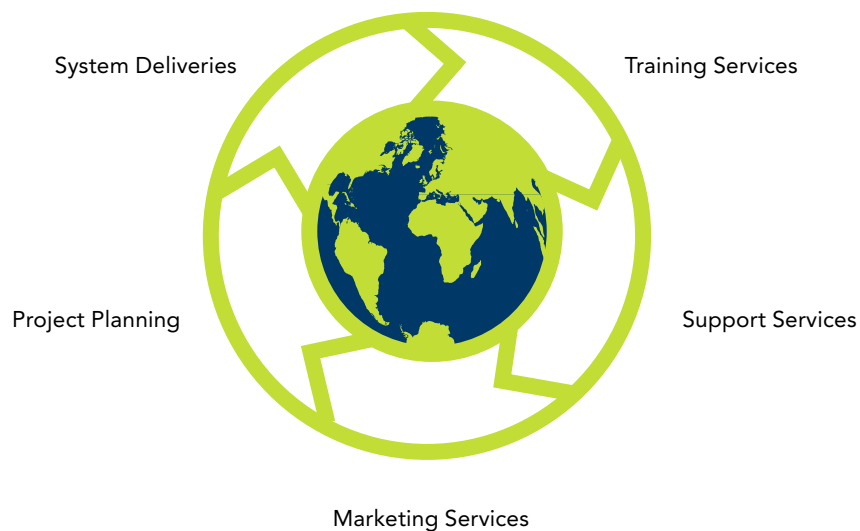 System Deliveries
Training Services
Project Planning
Support Services
Marketing Services